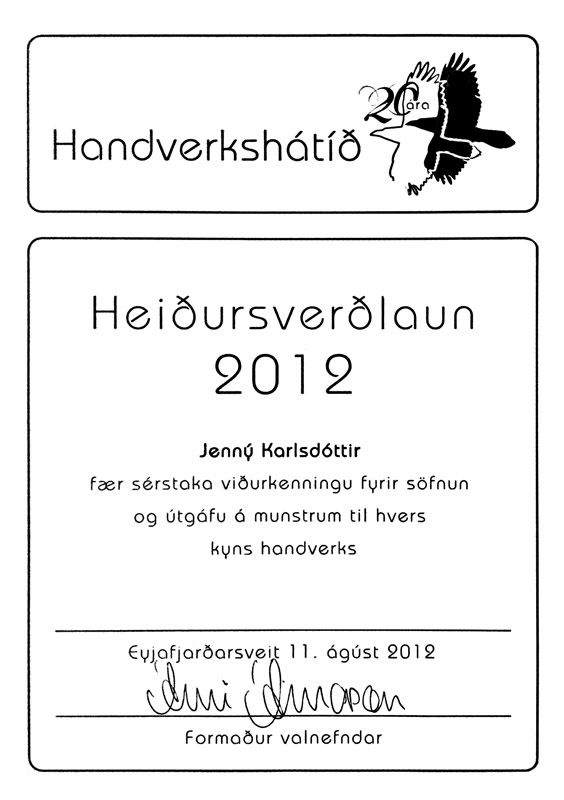 20 ára
Handverkshátíð
Heiðursverðlaun
2012
Jenný Karlsdóttir
fær sérstaka viðurkenningu fyrir söfnun
og útgáfu á munstrum til hvers
kyns handverks
Eyjafjarðarsveit 11. ágúst 2012
Formaður valnefndar